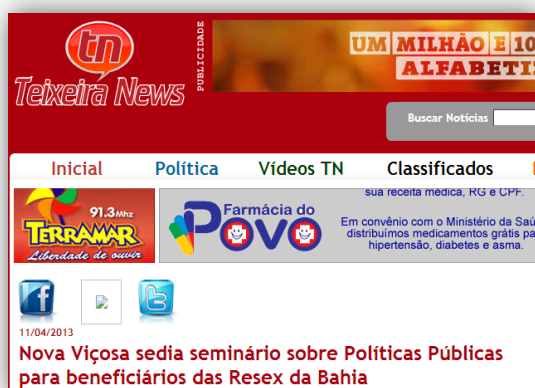 tn
Teixeira News
PUBLICIDADE
UM MILHÃO E 10
ALFABETI
Buscar Notícias
Inicial Política Vídeos TN Classificados
91.3Mhz
TERRAMAR
Liberdade de ouvir
Farmácia do
POVO
sua receita médica, RG e CPF.
Em convênio com o Ministério da Saú
distribuímos medicamentos grátis pa
hipertensão, diabetes e asma.
11/04/2013
Nova Viçosa sedia seminário sobre Políticas Públicas
para beneficiários das Resex da Bahia